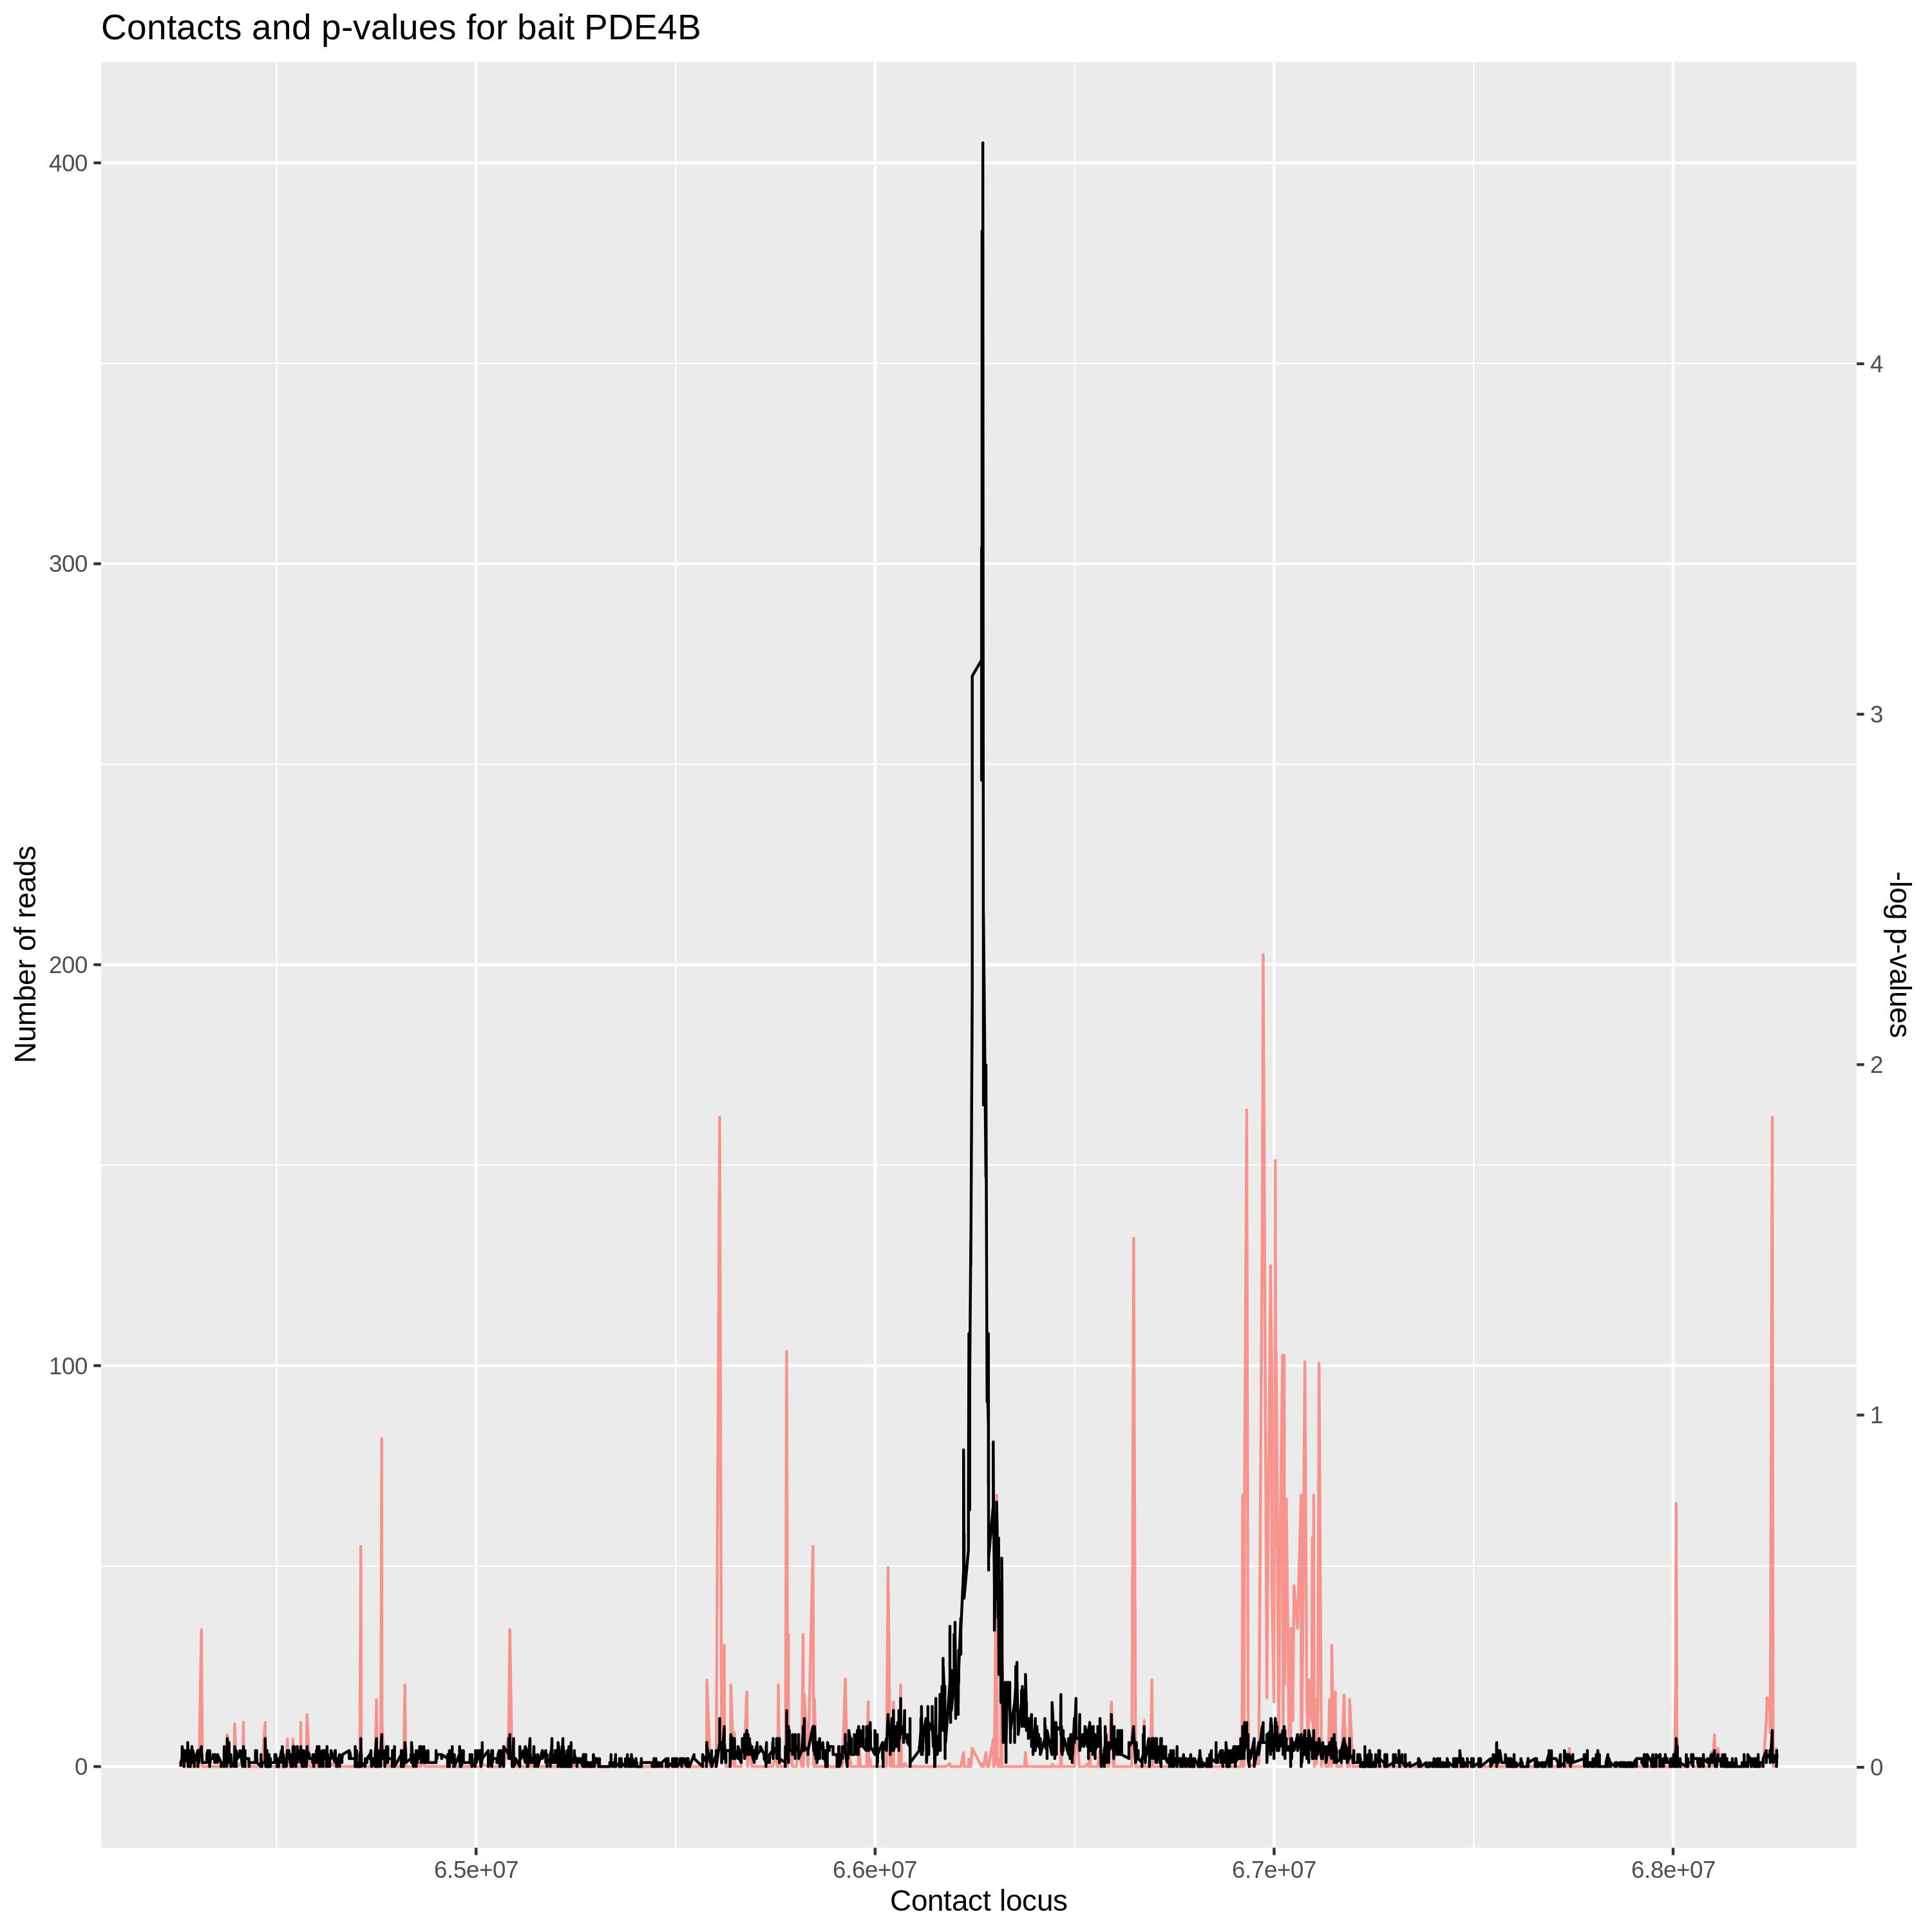 Contacts and p-values for bait PDE4B
400
300
200
100
0
Number of reads
4
3
2
1
0
-log p-values
6.5e+07
6.6e+07
6.7e+07
6.8e+07
Contact locus